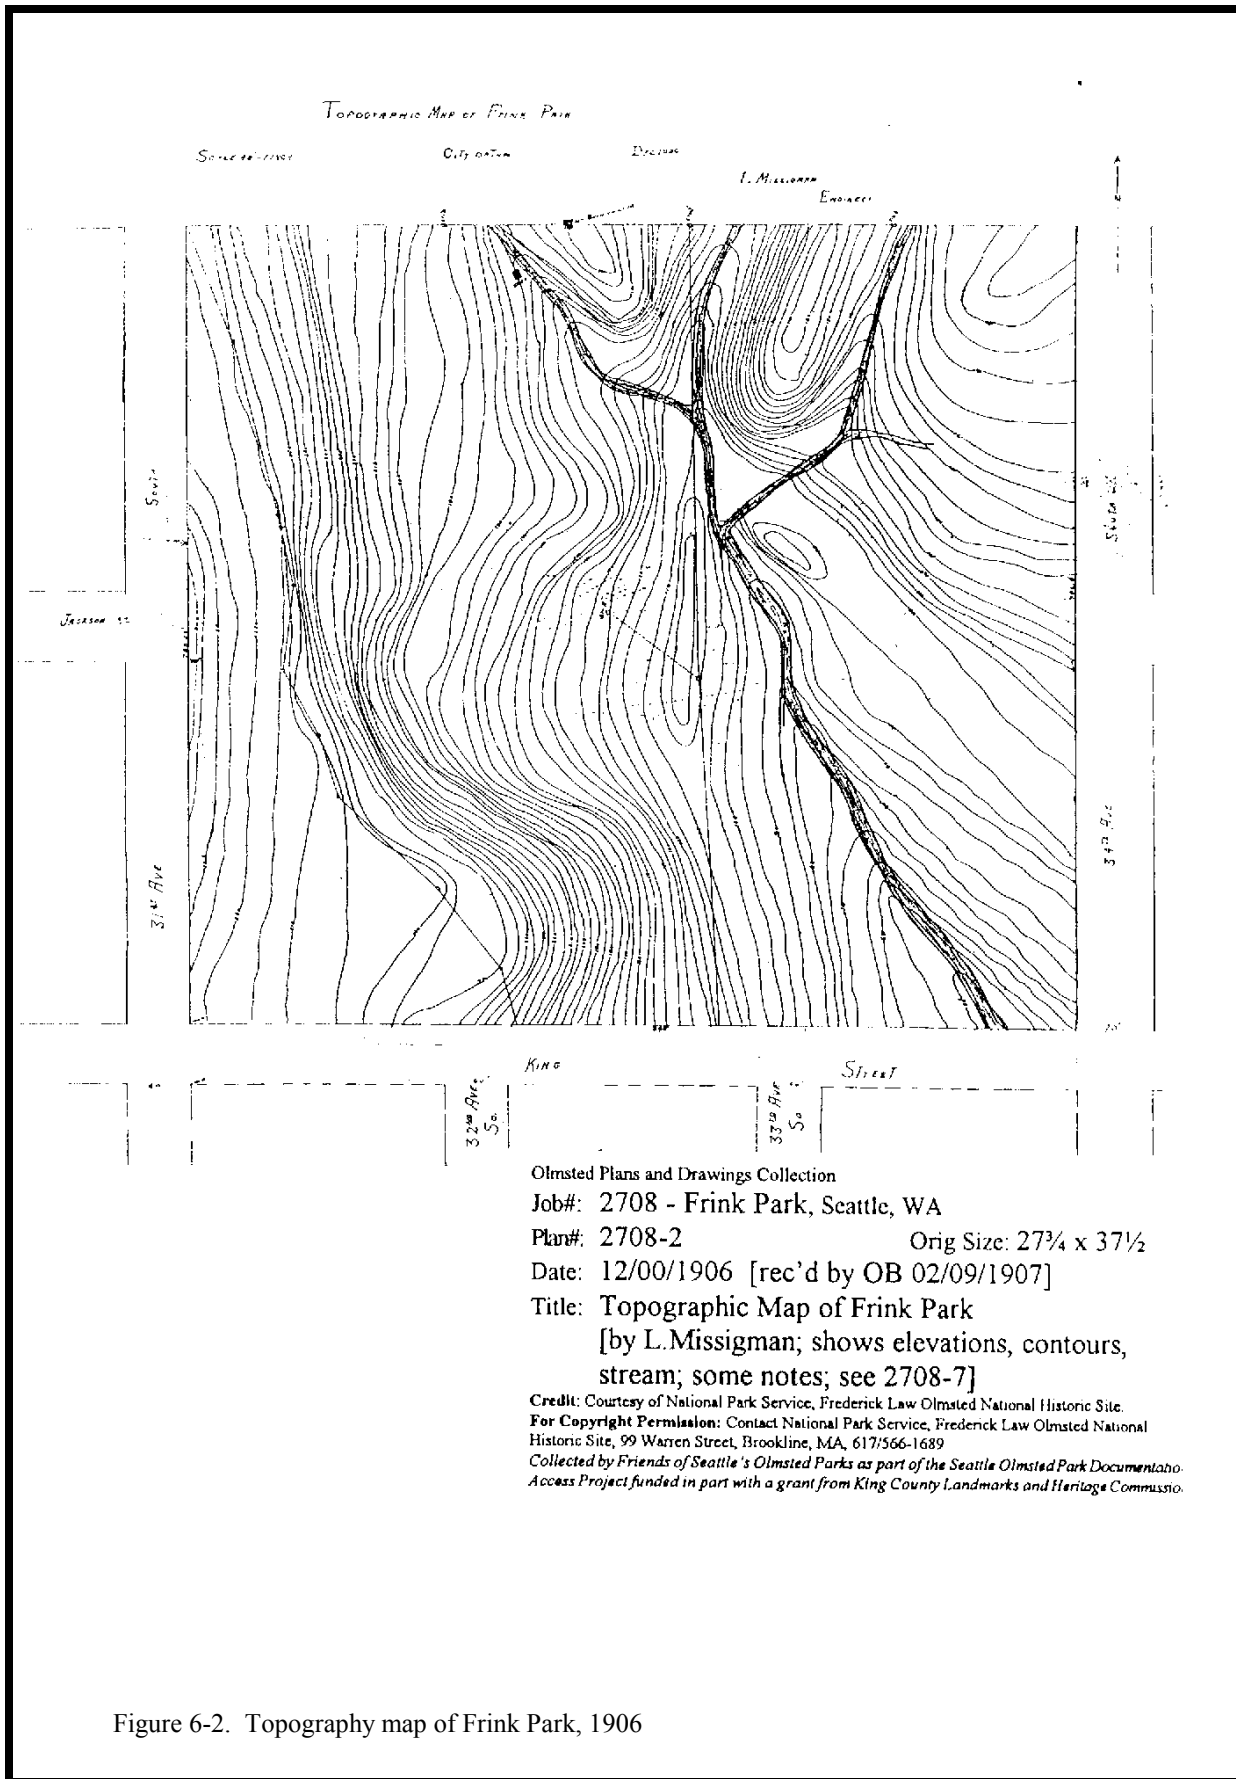 TOPOGRAPHIC MAP OF FRINK PARK
CITY DATUM
ENGINEER
SOUTH
JACKSON ST
31st AVE
34th AVE
KING STREET
32nd AVE
So.
33rd AVE
So
Olmsted Plans and Drawings Collection
Job#: 2708 - Frink Park, Seattle, WA
Plan#: 2708-2 Orig Size: 27¾ x 37½
Date: 12/00/1906 [rec'd by OB 02/09/1907]
Title: Topographic Map of Frink Park
[by L.Missigman; shows elevations, contours,
stream; some notes; see 2708-7]
Credit: Courtesy of National Park Service, Frederick Law Olmsted National Historic Site.
For Copyright Permission: Contact National Park Service, Frederick Law Olmsted National
Historic Site, 99 Warren Street, Brookline, MA, 617/566-1689
Collected by Friends of Seattle's Olmsted Parks as part of the Seattle Olmsted Park Documentatio
Access Project funded in part with a grant from King County Landmarks and Heritage Commissio
Figure 6-2. Topography map of Frink Park, 1906